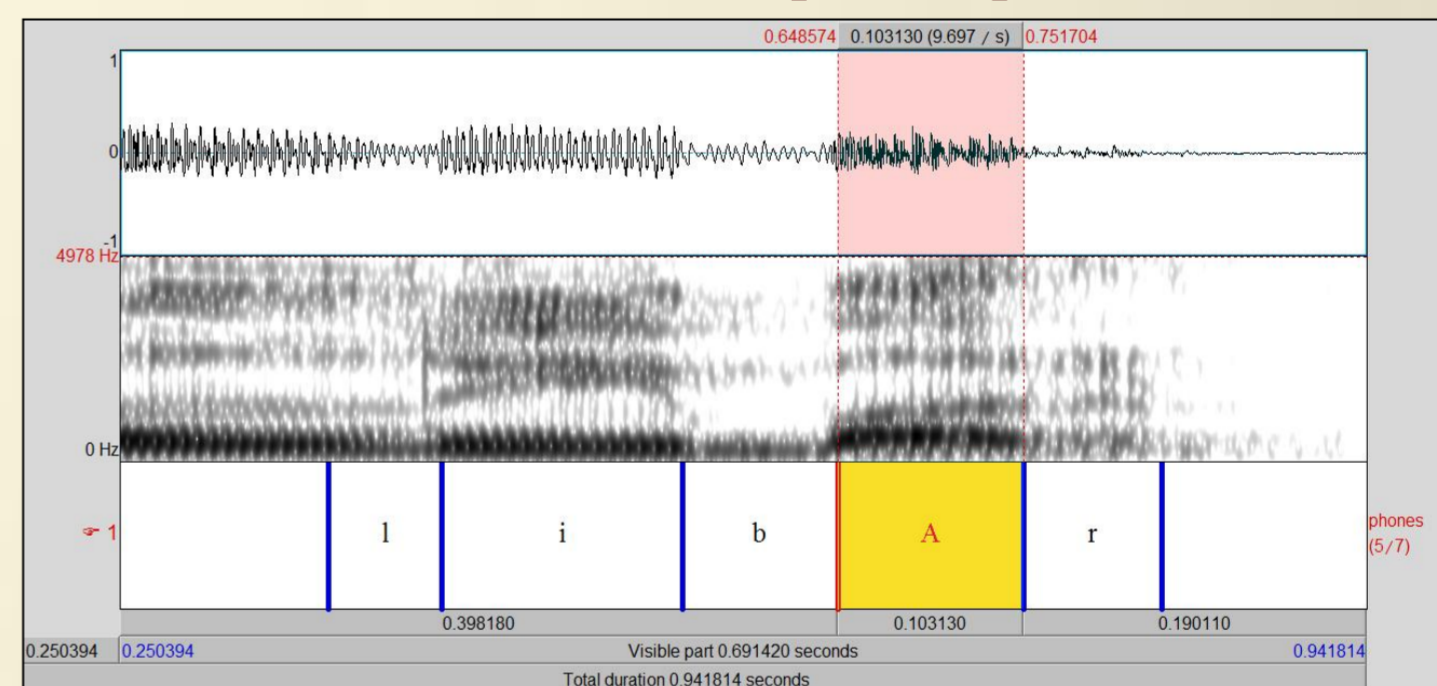 0.648574 0.103130 (9.697 / s) 0.751704
1
0
-1
4978 Hz
0 Hz
☞ 1 l i b A r phones
(5/7)
0.398180 0.103130 0.190110
0.250394 0.250394 Visible part 0.691420 seconds 0.941814
Total duration 0.941814 seconds